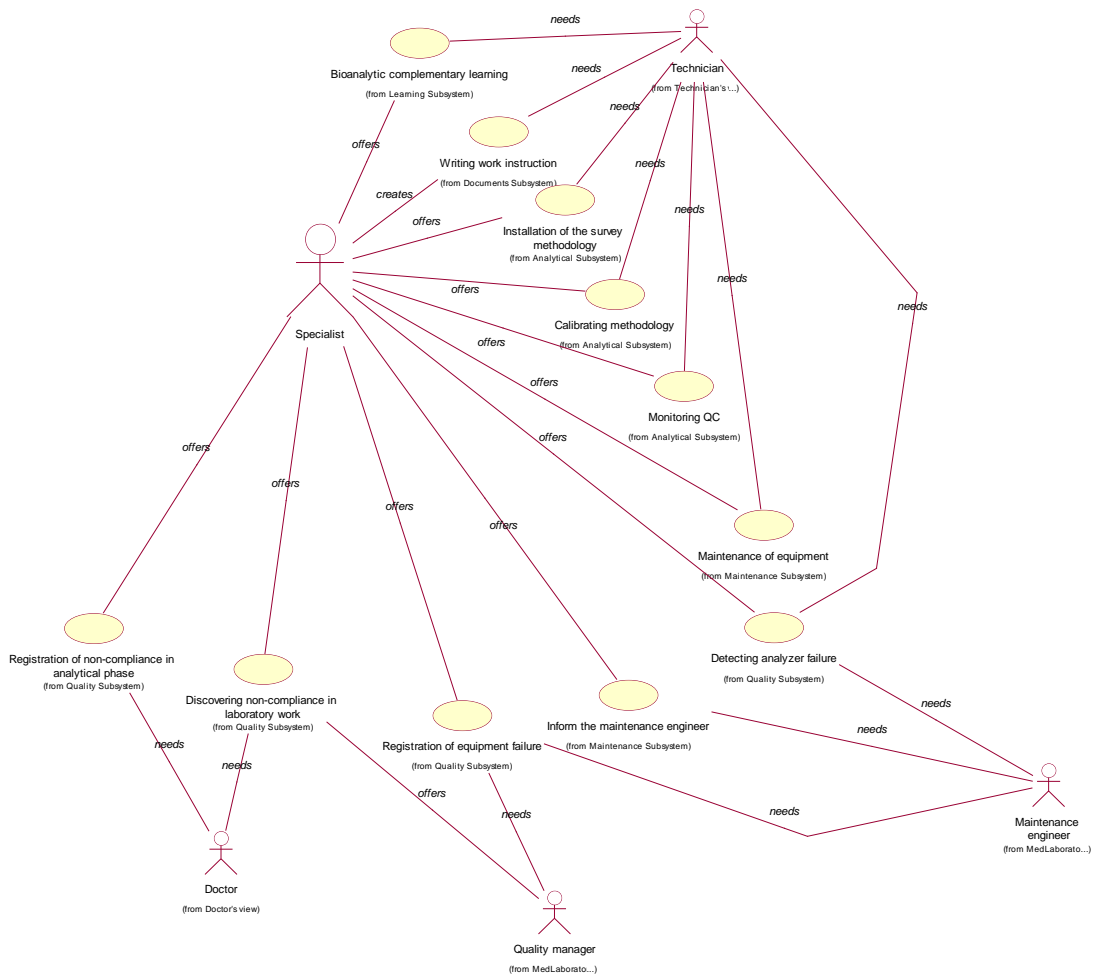 needs
Technician
(from Technician's ...)
Bioanalytic complementary learning
(from Learning Subsystem)
needs
needs
offers
Writing work instruction
(from Documents Subsystem)
needs
creates
needs
offers
Installation of the survey
methodology
(from Analytical Subsystem)
needs
needs
offers
needs
Specialist
Calibrating methodology
(from Analytical Subsystem)
offers
offers
Monitoring QC
(from Analytical Subsystem)
offers
offers
offers
offers
offers
Maintenance of equipment
(from Maintenance Subsystem)
Registration of non-compliance in
analytical phase
(from Quality Subsystem)
Detecting analyzer failure
(from Quality Subsystem)
Discovering non-compliance in
laboratory work
(from Quality Subsystem)
Registration of equipment failure
(from Quality Subsystem)
Inform the maintenance engineer
(from Maintenance Subsystem)
needs
needs
needs
needs
offers
needs
needs
Maintenance
engineer
(from MedLaborato...)
Doctor
(from Doctor's view)
Quality manager
(from MedLaborato...)